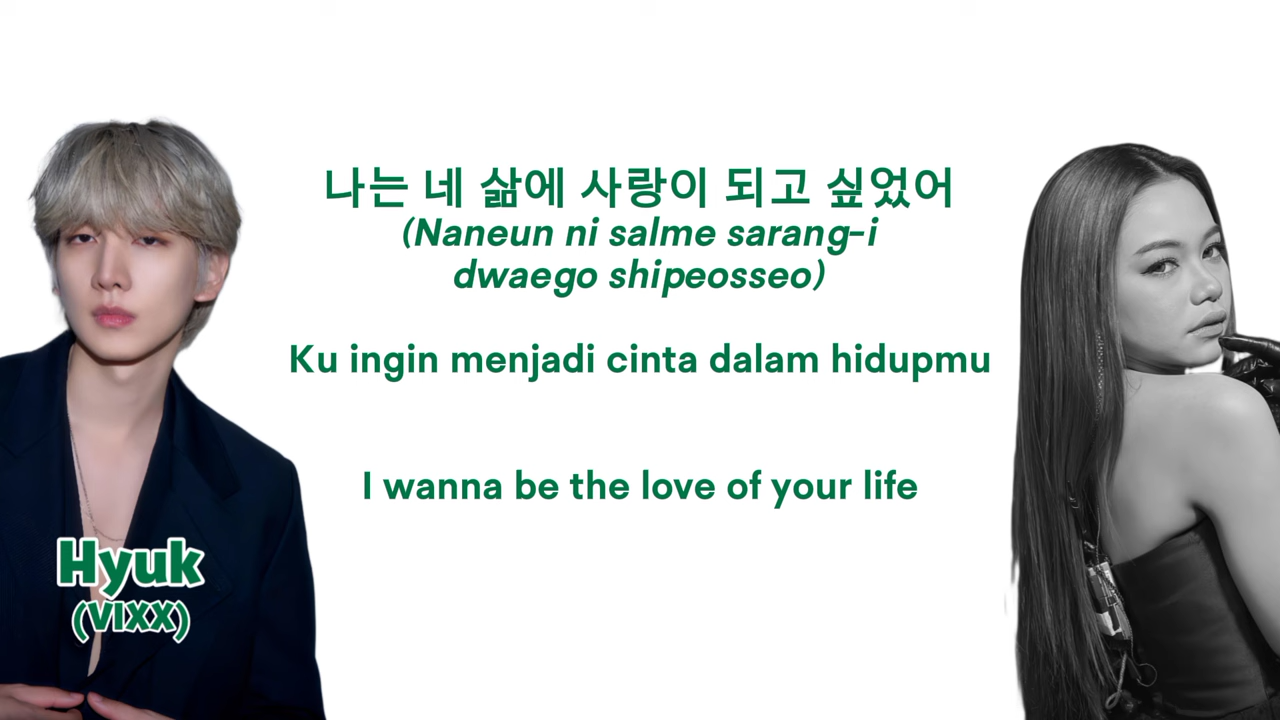 나는 네 삶에 사랑이 되고 싶었어
(Naneun ni salme sarang-i
dwaego shipeosseo)
Ku ingin menjadi cinta dalam hidupmu
I wanna be the love of your life
Hyuk
(VIXX)